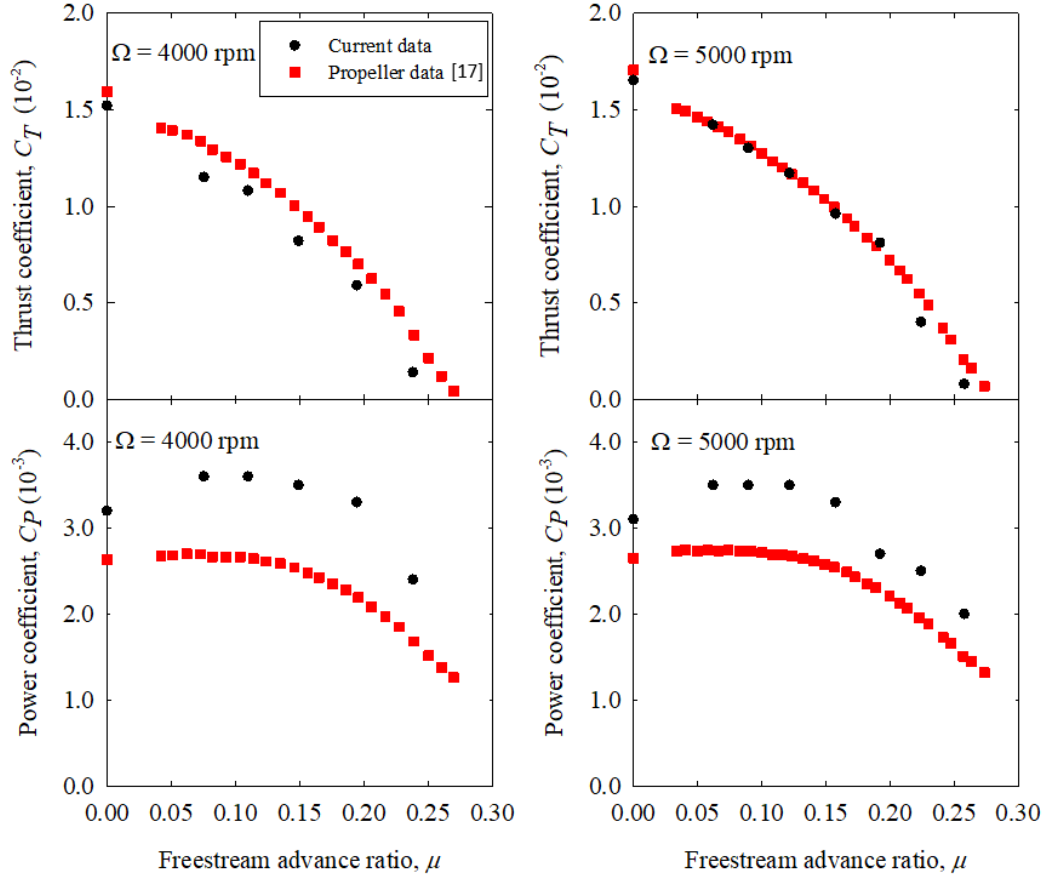 2.0
1.5
1.0
0.5
0.0
Thrust coefficient, C_T (10^-2)
Ω = 4000 rpm
Current data
Propeller data [17]
2.0
1.5
1.0
0.5
0.0
Thrust coefficient, C_T (10^-2)
Ω = 5000 rpm
4.0
3.0
2.0
1.0
0.0
Power coefficient, C_P (10^-3)
Ω = 4000 rpm
0.00 0.05 0.10 0.15 0.20 0.25 0.30
Freestream advance ratio, μ
4.0
3.0
2.0
1.0
0.0
Power coefficient, C_P (10^-3)
Ω = 5000 rpm
0.00 0.05 0.10 0.15 0.20 0.25 0.30
Freestream advance ratio, μ